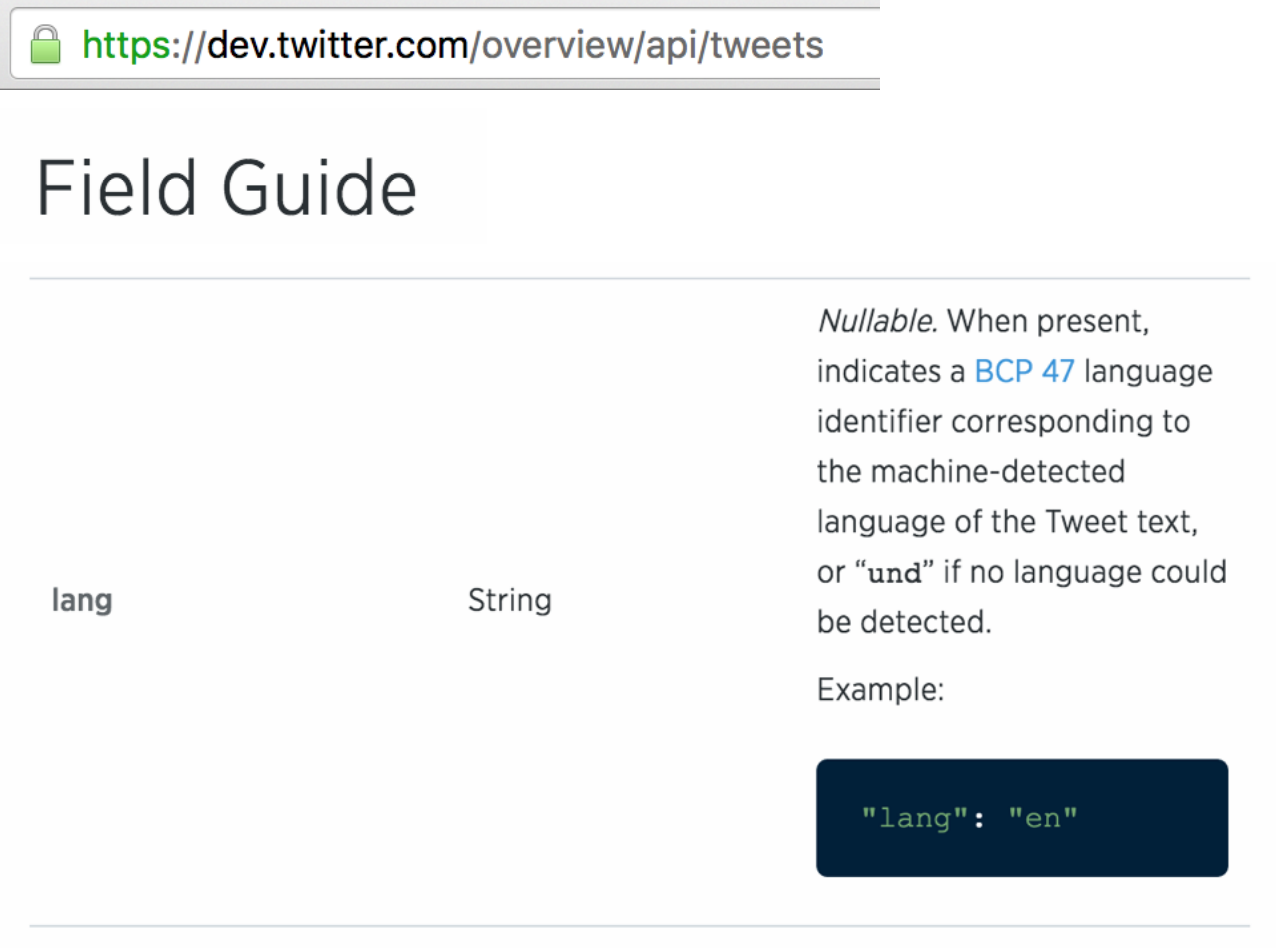 https://dev.twitter.com/overview/api/tweets
Field Guide
lang
String
Nullable. When present,
indicates a BCP 47 language
identifier corresponding to
the machine-detected
language of the Tweet text,
or “und” if no language could
be detected.
Example:
"lang": "en"